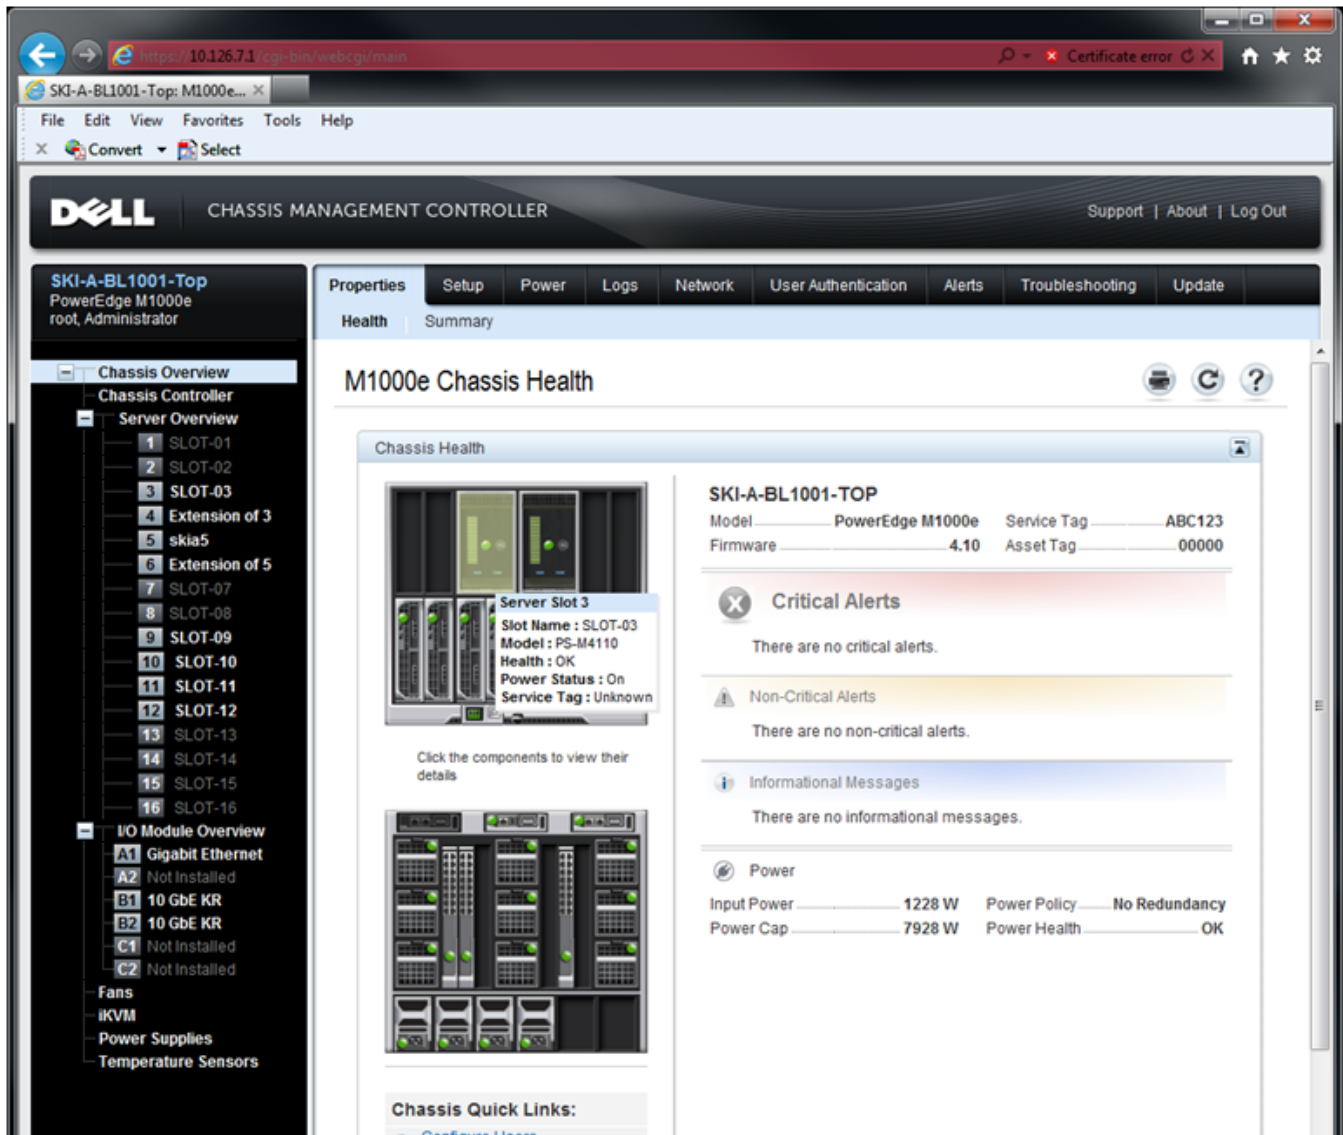 https://10.126.7.1/cgi-bin/webcgi/main
Certificate error
SKI-A-BL1001-Top: M1000e...
File Edit View Favorites Tools Help
Convert Select
DELL CHASSIS MANAGEMENT CONTROLLER
Support | About | Log Out
SKI-A-BL1001-Top
PowerEdge M1000e
root, Administrator
Properties Setup Power Logs Network User Authentication Alerts Troubleshooting Update
Health Summary
Chassis Overview
Chassis Controller
Server Overview
1 SLOT-01
2 SLOT-02
3 SLOT-03
4 Extension of 3
5 skia5
6 Extension of 5
7 SLOT-07
8 SLOT-08
9 SLOT-09
10 SLOT-10
11 SLOT-11
12 SLOT-12
13 SLOT-13
14 SLOT-14
15 SLOT-15
16 SLOT-16
I/O Module Overview
A1 Gigabit Ethernet
A2 Not Installed
B1 10 GbE KR
B2 10 GbE KR
C1 Not Installed
C2 Not Installed
Fans
iKVM
Power Supplies
Temperature Sensors
M1000e Chassis Health
Chassis Health
Server Slot 3
Slot Name : SLOT-03
Model : PS-M4110
Health : OK
Power Status : On
Service Tag : Unknown
Click the components to view their
details
Chassis Quick Links:
Configure Users
SKI-A-BL1001-TOP
Model PowerEdge M1000e Service Tag ABC123
Firmware 4.10 Asset Tag 00000
Critical Alerts
There are no critical alerts.
Non-Critical Alerts
There are no non-critical alerts.
Informational Messages
There are no informational messages.
Power
Input Power 1228 W Power Policy No Redundancy
Power Cap 7928 W Power Health OK